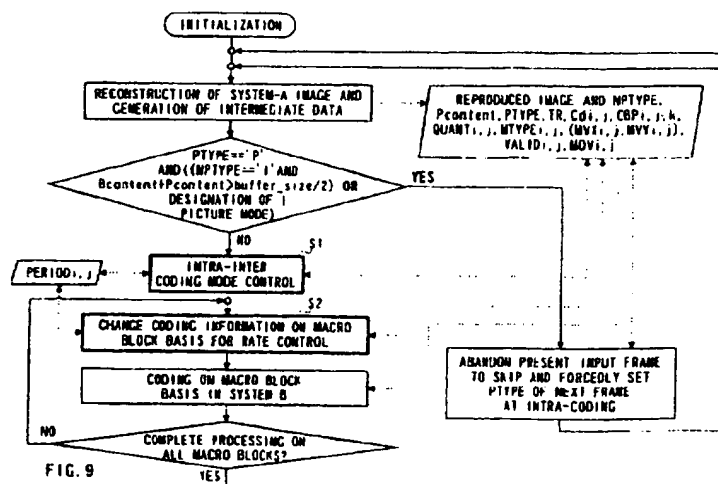 INITIALIZATION
RECONSTRUCTION OF SYSTEM-A IMAGE AND
GENERATION OF INTERMEDIATE DATA
REPRODUCED IMAGE AND NPTYPE,
Pcontent, PTYPE, TR, Cdi, j, CBPi, j, k,
QUANTi, j, MTYPEi, j, (MVXi, j, MVYi, j),
VALIDi, j, MDVi, j
PTYPE=='P'
AND((NPTYPE=='I'AND
Bcontent+Pcontent>buffer_size/2) OR
DESIGNATION OF I
PICTURE MODE)
YES
NO
S1
PERIODi, j
INTRA-INTER
CODING MODE CONTROL
S2
CHANGE CODING INFORMATION ON MACRO
BLOCK BASIS FOR RATE CONTROL
CODING ON MACRO BLOCK
BASIS IN SYSTEM B
ABANDON PRESENT INPUT FRAME
TO SKIP AND FORCEDLY SET
PTYPE OF NEXT FRAME
AT INTRA-CODING
NO
COMPLETE PROCESSING ON
ALL MACRO BLOCKS?
YES
FIG. 9